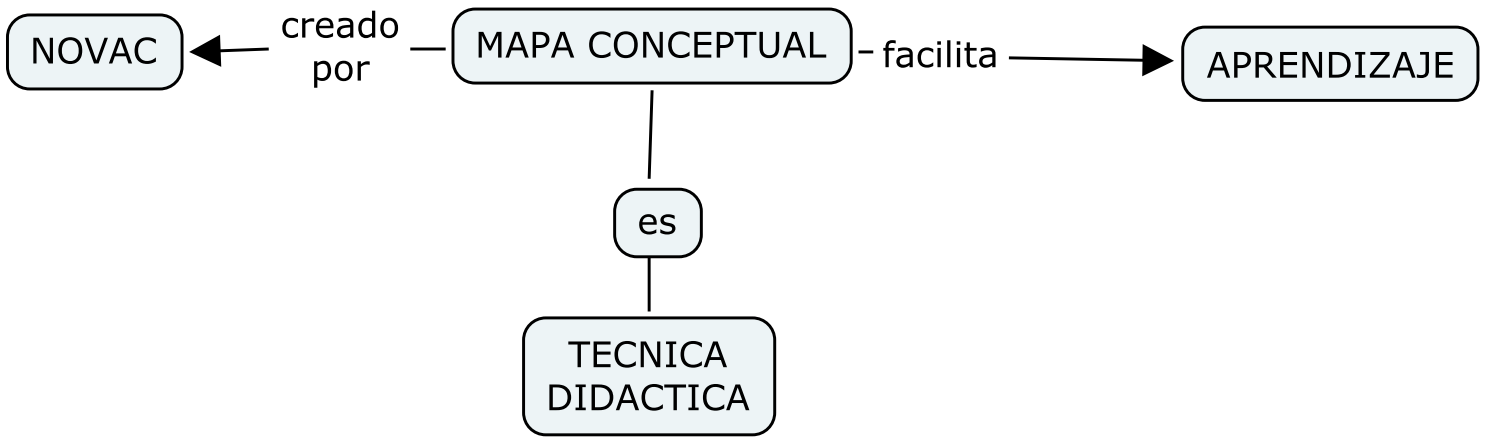 NOVAC
creado
por
MAPA CONCEPTUAL
facilita
APRENDIZAJE
es
TECNICA
DIDACTICA